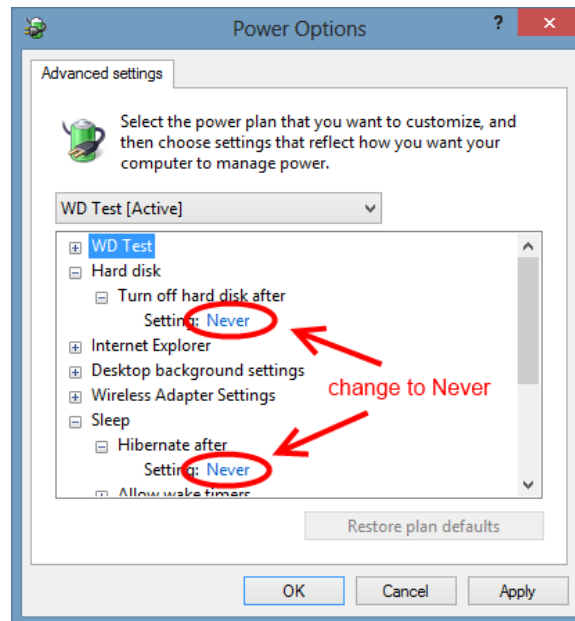 Power Options
?
Advanced settings
Select the power plan that you want to customize, and
then choose settings that reflect how you want your
computer to manage power.
WD Test [Active]
WD Test
Hard disk
Turn off hard disk after
Setting: Never
Internet Explorer
Desktop background settings
Wireless Adapter Settings
change to Never
Sleep
Hibernate after
Setting: Never
Allow wake timers
Restore plan defaults
OK Cancel Apply